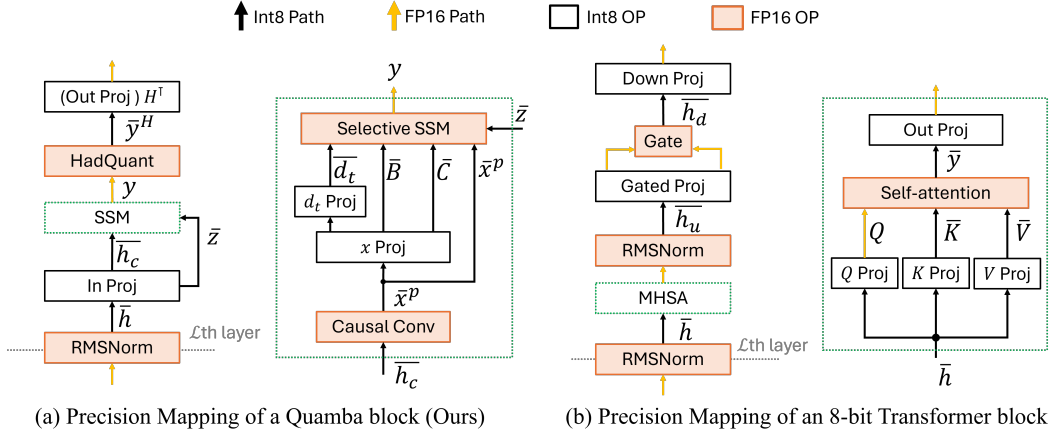 Int8 Path
FP16 Path
Int8 OP
FP16 OP
(Out Proj) Hᵀ
ȳᴴ
HadQuant
y
SSM
z̄
h̄_c
In Proj
h̄
ℒth layer
RMSNorm
y
z̄
Selective SSM
d̄_t
B̄
C̄
x̄ᵖ
d_t Proj
x Proj
x̄ᵖ
Causal Conv
h̄_c
Down Proj
h̄_d
Gate
Gated Proj
h̄_u
RMSNorm
MHSA
h̄
ℒth layer
RMSNorm
Out Proj
ȳ
Self-attention
Q
K̄
V̄
Q Proj
K Proj
V Proj
h̄
(a) Precision Mapping of a Quamba block (Ours)
(b) Precision Mapping of an 8-bit Transformer block